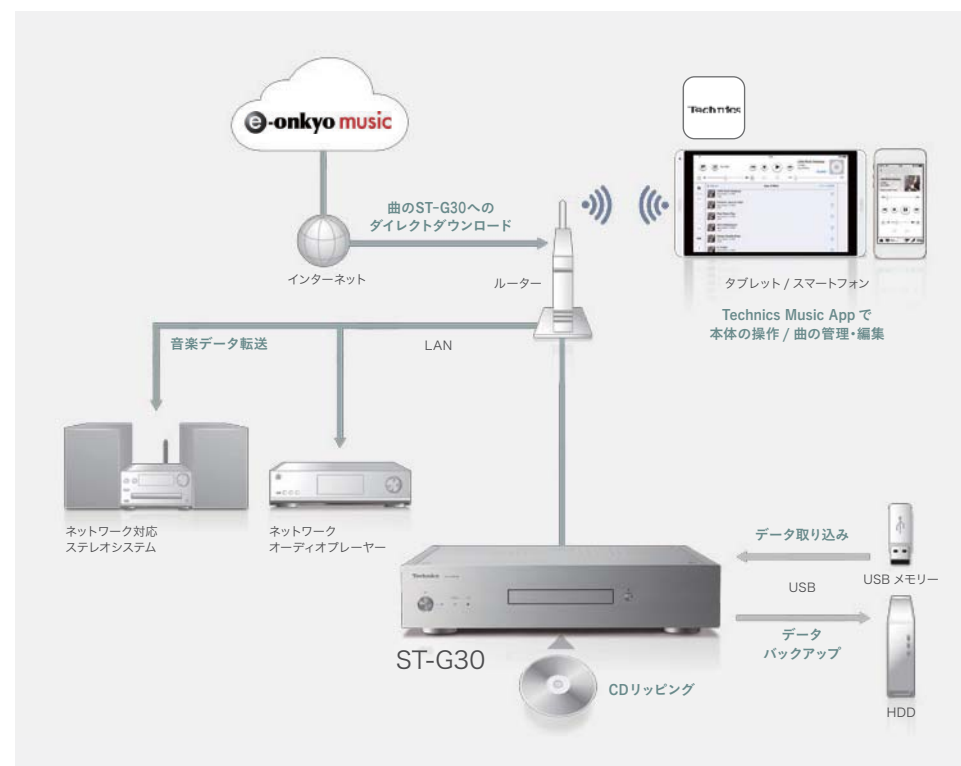 e-onkyo music
Technics
曲のST-G30への
ダイレクトダウンロード
インターネット
ルーター
タブレット / スマートフォン
Technics Music App で
本体の操作 / 曲の管理・編集
音楽データ転送
LAN
ネットワーク対応
ステレオシステム
ネットワーク
オーディオプレーヤー
データ取り込み
USB メモリー
USB
データ
バックアップ
Technics
ST-G30
CDリッピング
HDD